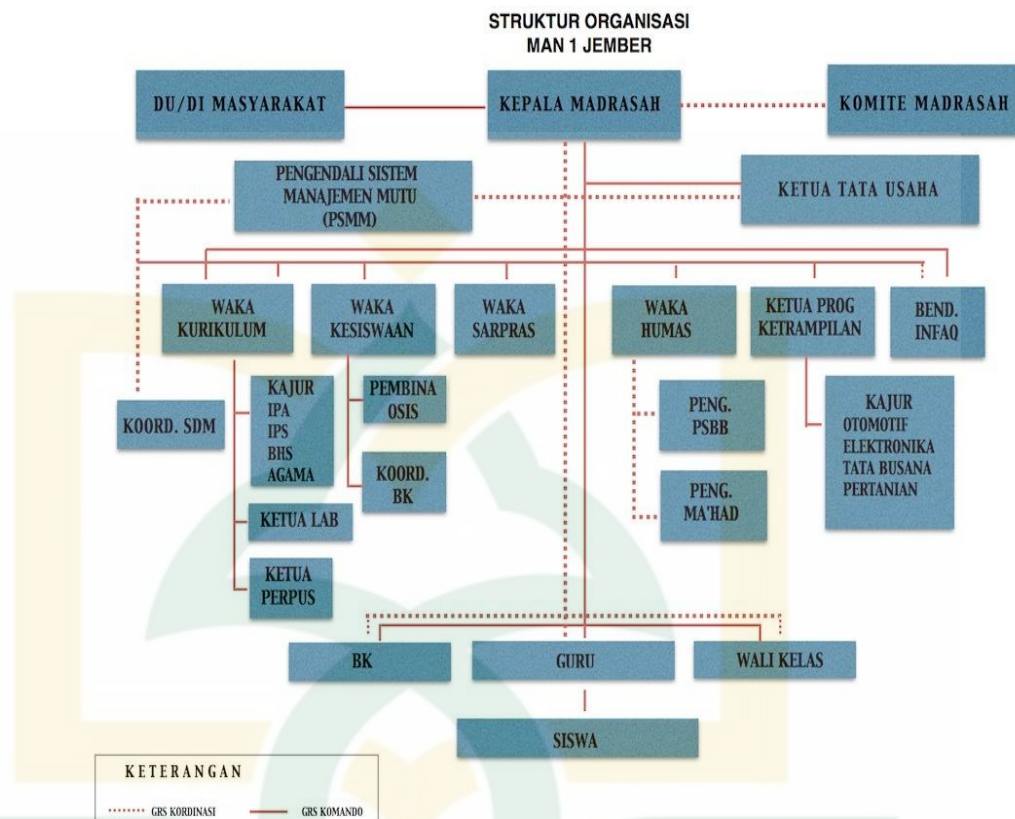 STRUKTUR ORGANISASI
MAN 1 JEMBER
DU/DI MASYARAKAT
KEPALA MADRASAH
KOMITE MADRASAH
PENGENDALI SISTEM
MANAJEMEN MUTU
(PSMM)
KETUA TATA USAHA
WAKA
KURIKULUM
WAKA
KESISWAAN
WAKA
SARPRAS
WAKA
HUMAS
KETUA PROG
KETRAMPILAN
BEND.
INFAQ
KOORD. SDM
KAJUR
IPA
IPS
BHS
AGAMA
PEMBINA
OSIS
KOORD.
BK
PENG.
PSBB
PENG.
MA'HAD
KAJUR
OTOMOTIF
ELEKTRONIKA
TATA BUSANA
PERTANIAN
KETUA LAB
KETUA
PERPUS
BK
GURU
WALI KELAS
SISWA
KETERANGAN
GRS KORDINASI
GRS KOMANDO